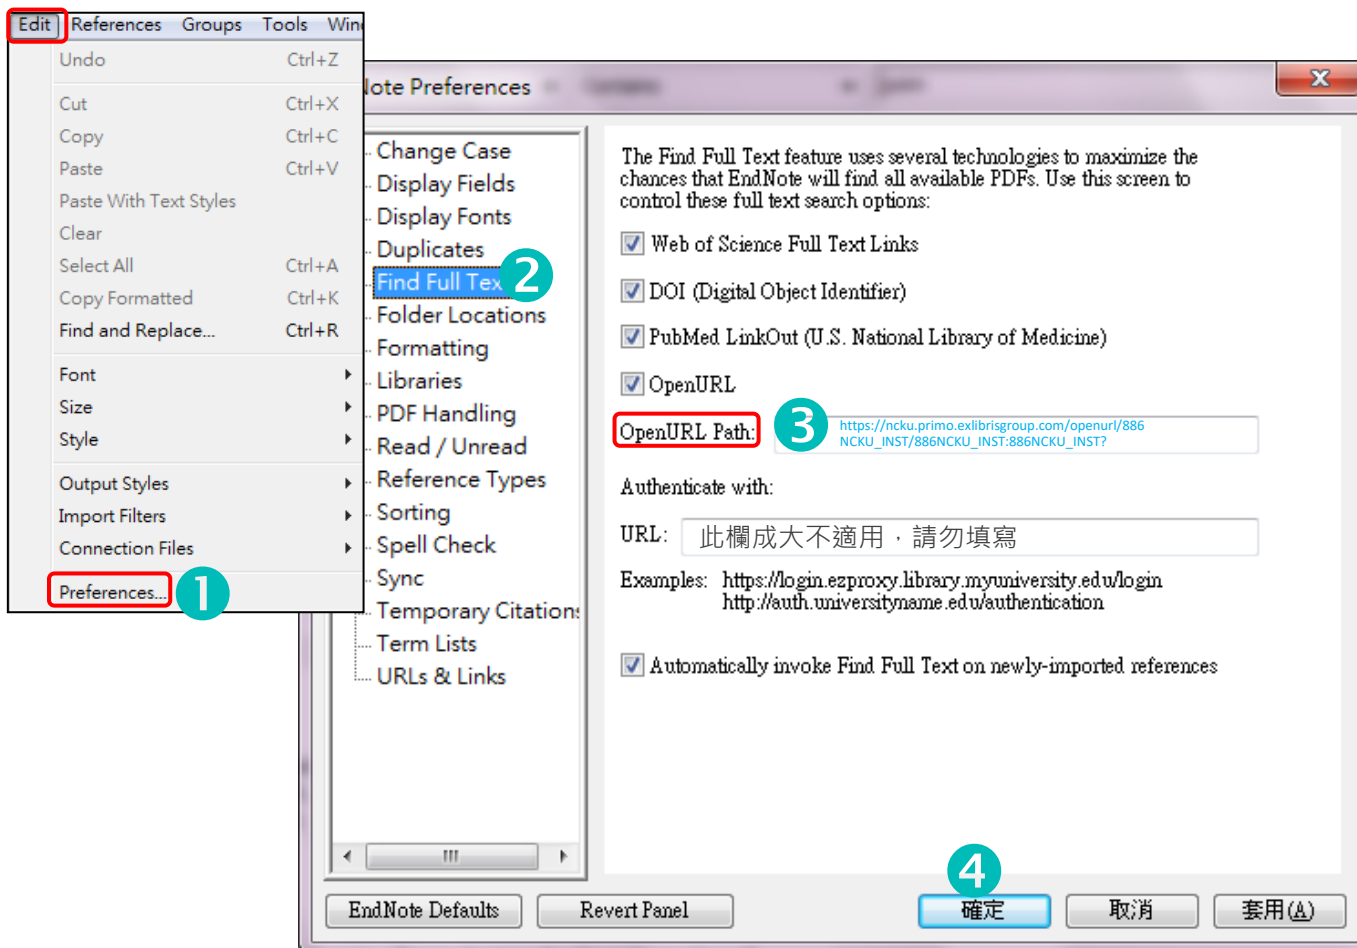 Edit References Groups Tools
Undo Ctrl+Z
Cut Ctrl+X
Copy Ctrl+C
Paste Ctrl+V
Paste With Text Styles
Clear
Select All Ctrl+A
Copy Formatted Ctrl+K
Find and Replace... Ctrl+R
Font
Size
Style
Output Styles
Import Filters
Connection Files
Preferences...
1
Preferences
Change Case
Display Fields
Display Fonts
Duplicates
Find Full Tex
2
Folder Locations
Formatting
Libraries
PDF Handling
Read / Unread
Reference Types
Sorting
Spell Check
Sync
Temporary Citations
Term Lists
URLs & Links
The Find Full Text feature uses several technologies to maximize the
chances that EndNote will find all available PDFs. Use this screen to
control these full text search options:
Web of Science Full Text Links
DOI (Digital Object Identifier)
PubMed LinkOut (U.S. National Library of Medicine)
OpenURL
OpenURL Path:
3
https://ncku.primo.exlibrisgroup.com/openurl/886
NCKU_INST/886NCKU_INST:886NCKU_INST?
Authenticate with:
URL: 此欄成大不適用，請勿填寫
Examples: https://login.ezproxy.library.myuniversity.edu/login
http://auth.universityname.edu/authentication
Automatically invoke Find Full Text on newly-imported references
4
EndNote Defaults Revert Panel 確定 取消 套用(A)